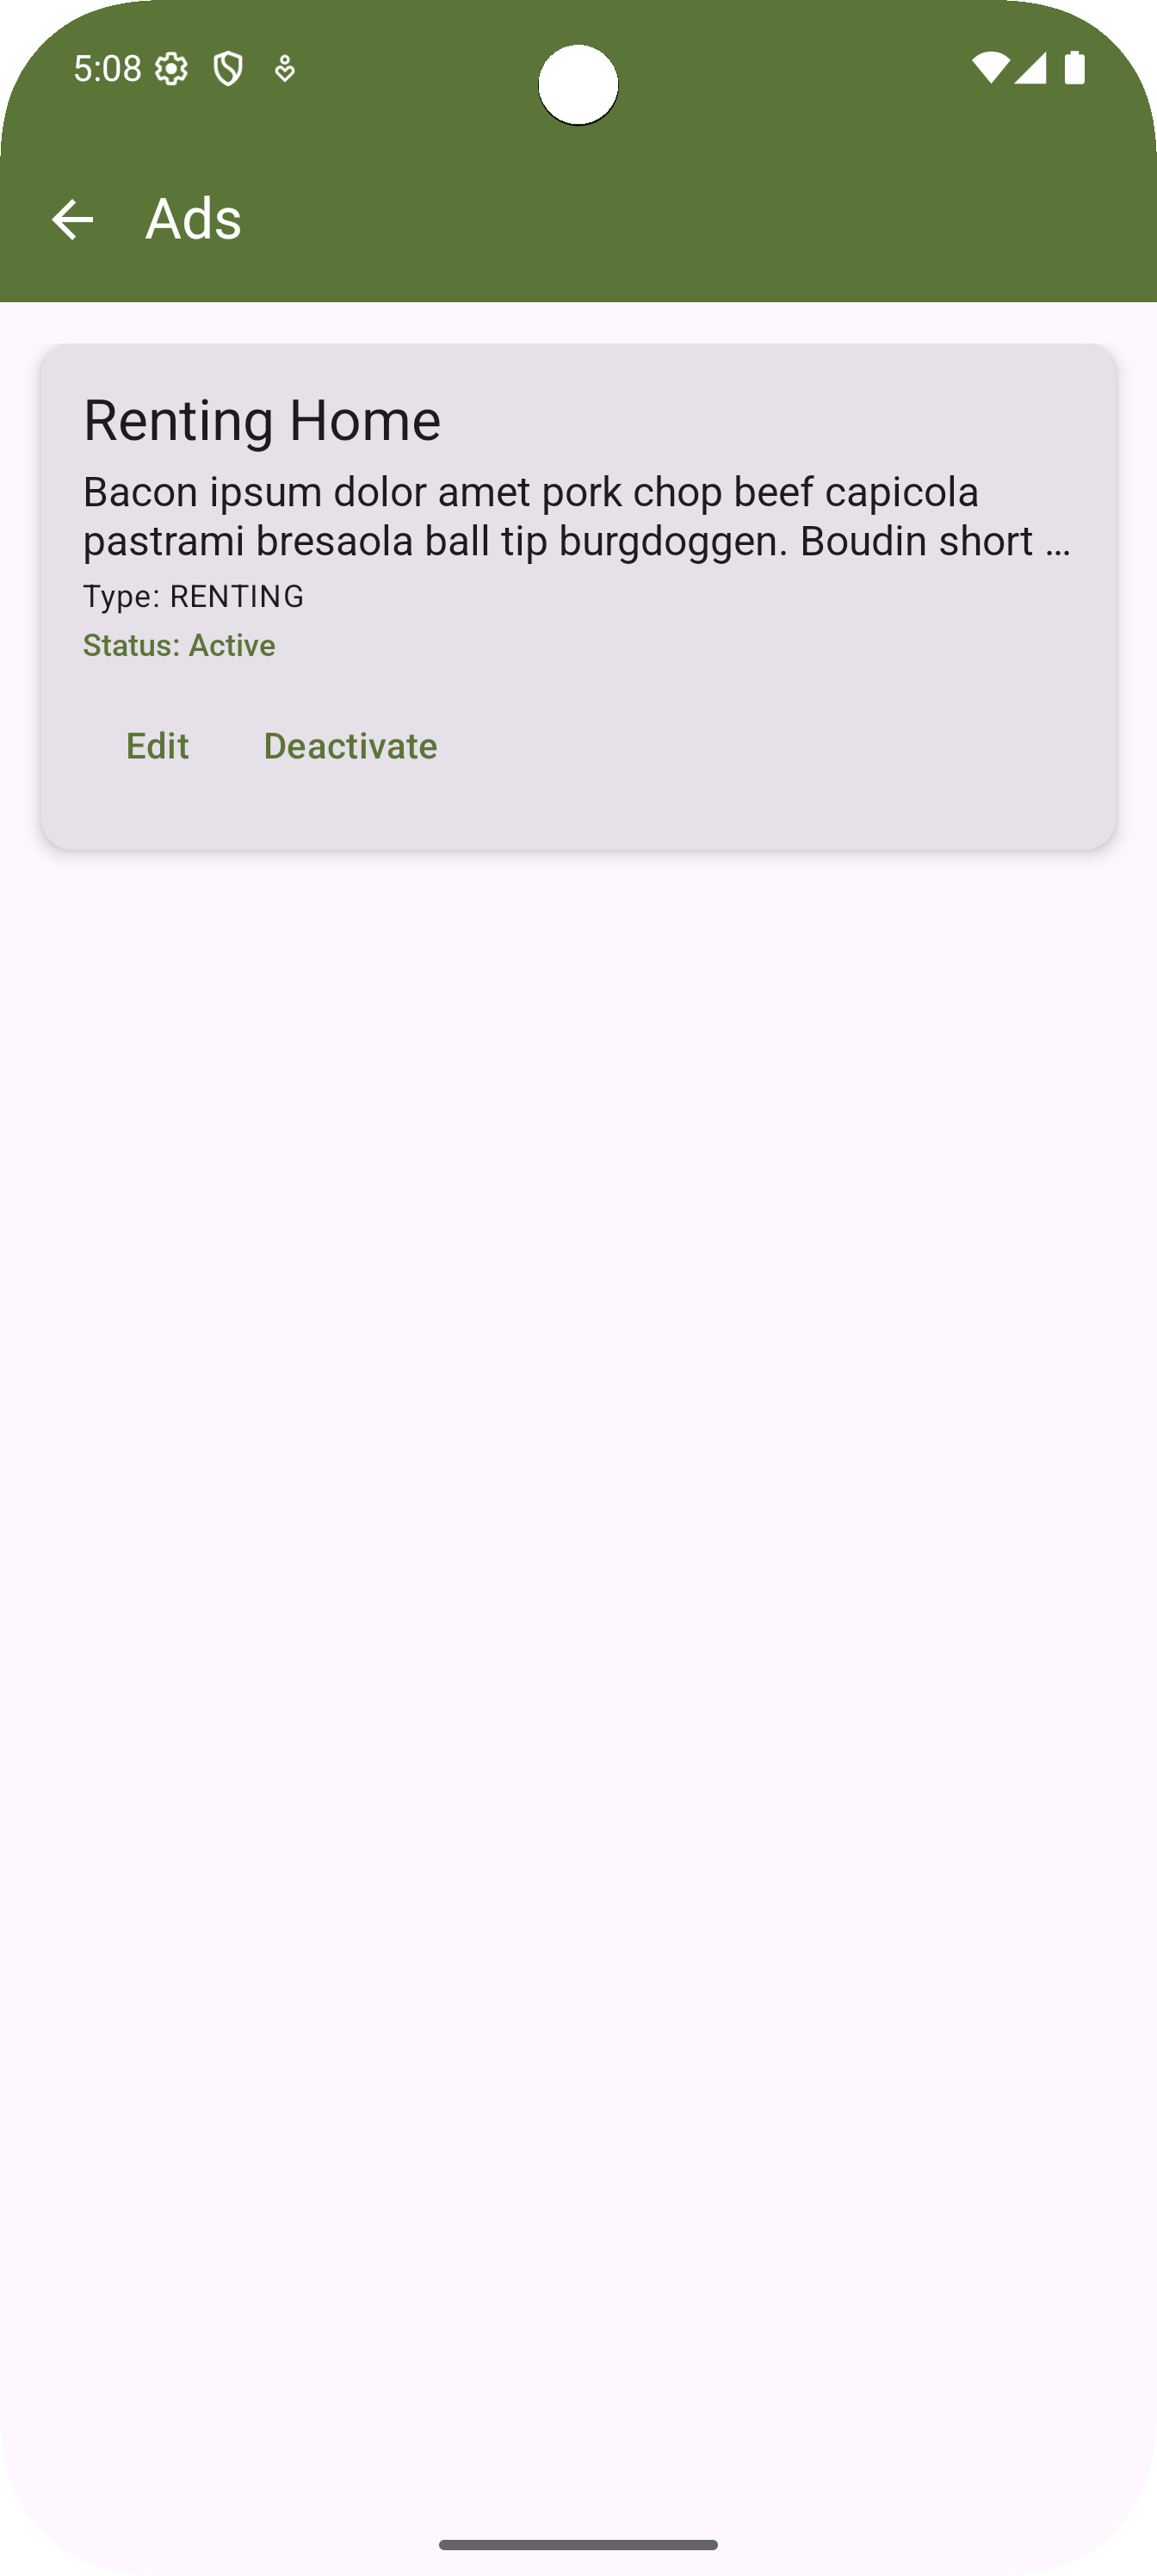 5:08
Ads
Renting Home
Bacon ipsum dolor amet pork chop beef capicola
pastrami bresaola ball tip burgdoggen. Boudin short ...
Type: RENTING
Status: Active
Edit Deactivate